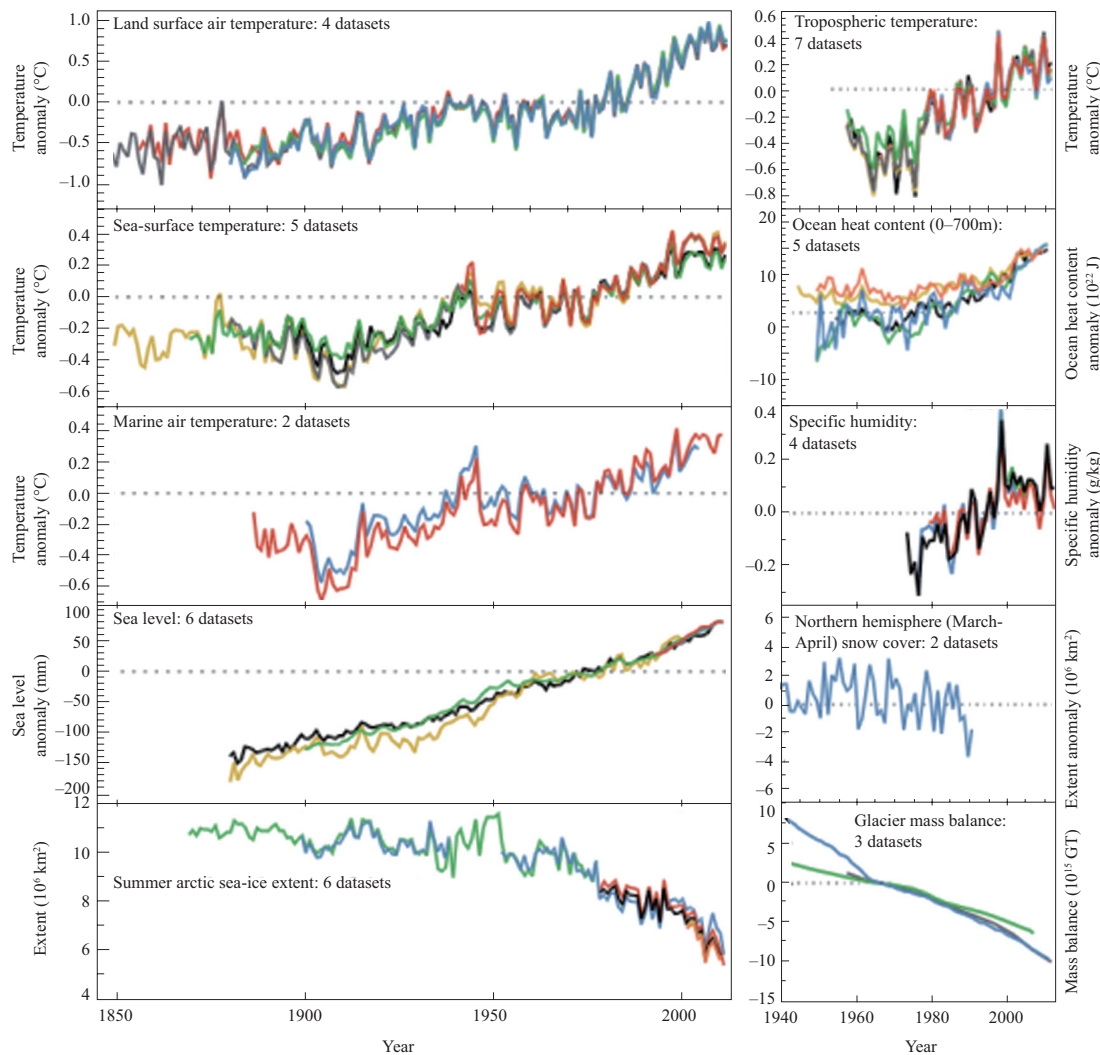 Land surface air temperature: 4 datasets
1.0
0.5
0.0
−0.5
−1.0
Temperature
anomaly (°C)
Tropospheric temperature:
7 datasets
0.6
0.4
0.2
0.0
−0.2
−0.4
−0.6
−0.8
Temperature
anomaly (°C)
Sea-surface temperature: 5 datasets
0.4
0.2
0.0
−0.2
−0.4
−0.6
Temperature
anomaly (°C)
Ocean heat content (0–700m):
5 datasets
20
10
0
−10
Ocean heat content
anomaly (10²² J)
Marine air temperature: 2 datasets
0.4
0.2
0.0
−0.2
−0.4
−0.6
Temperature
anomaly (°C)
Specific humidity:
4 datasets
0.4
0.2
0.0
−0.2
Specific humidity
anomaly (g/kg)
Sea level: 6 datasets
100
50
0
−50
−100
−150
−200
Sea level
anomaly (mm)
Northern hemisphere (March-
April) snow cover: 2 datasets
6
4
2
0
−2
−4
−6
Extent anomaly (10⁶ km²)
Summer arctic sea-ice extent: 6 datasets
12
10
8
6
4
Extent (10⁶ km²)
Glacier mass balance:
3 datasets
10
5
0
−5
−10
−15
Mass balance (10¹⁵ GT)
1850
1900
1950
2000
Year
1940
1960
1980
2000
Year